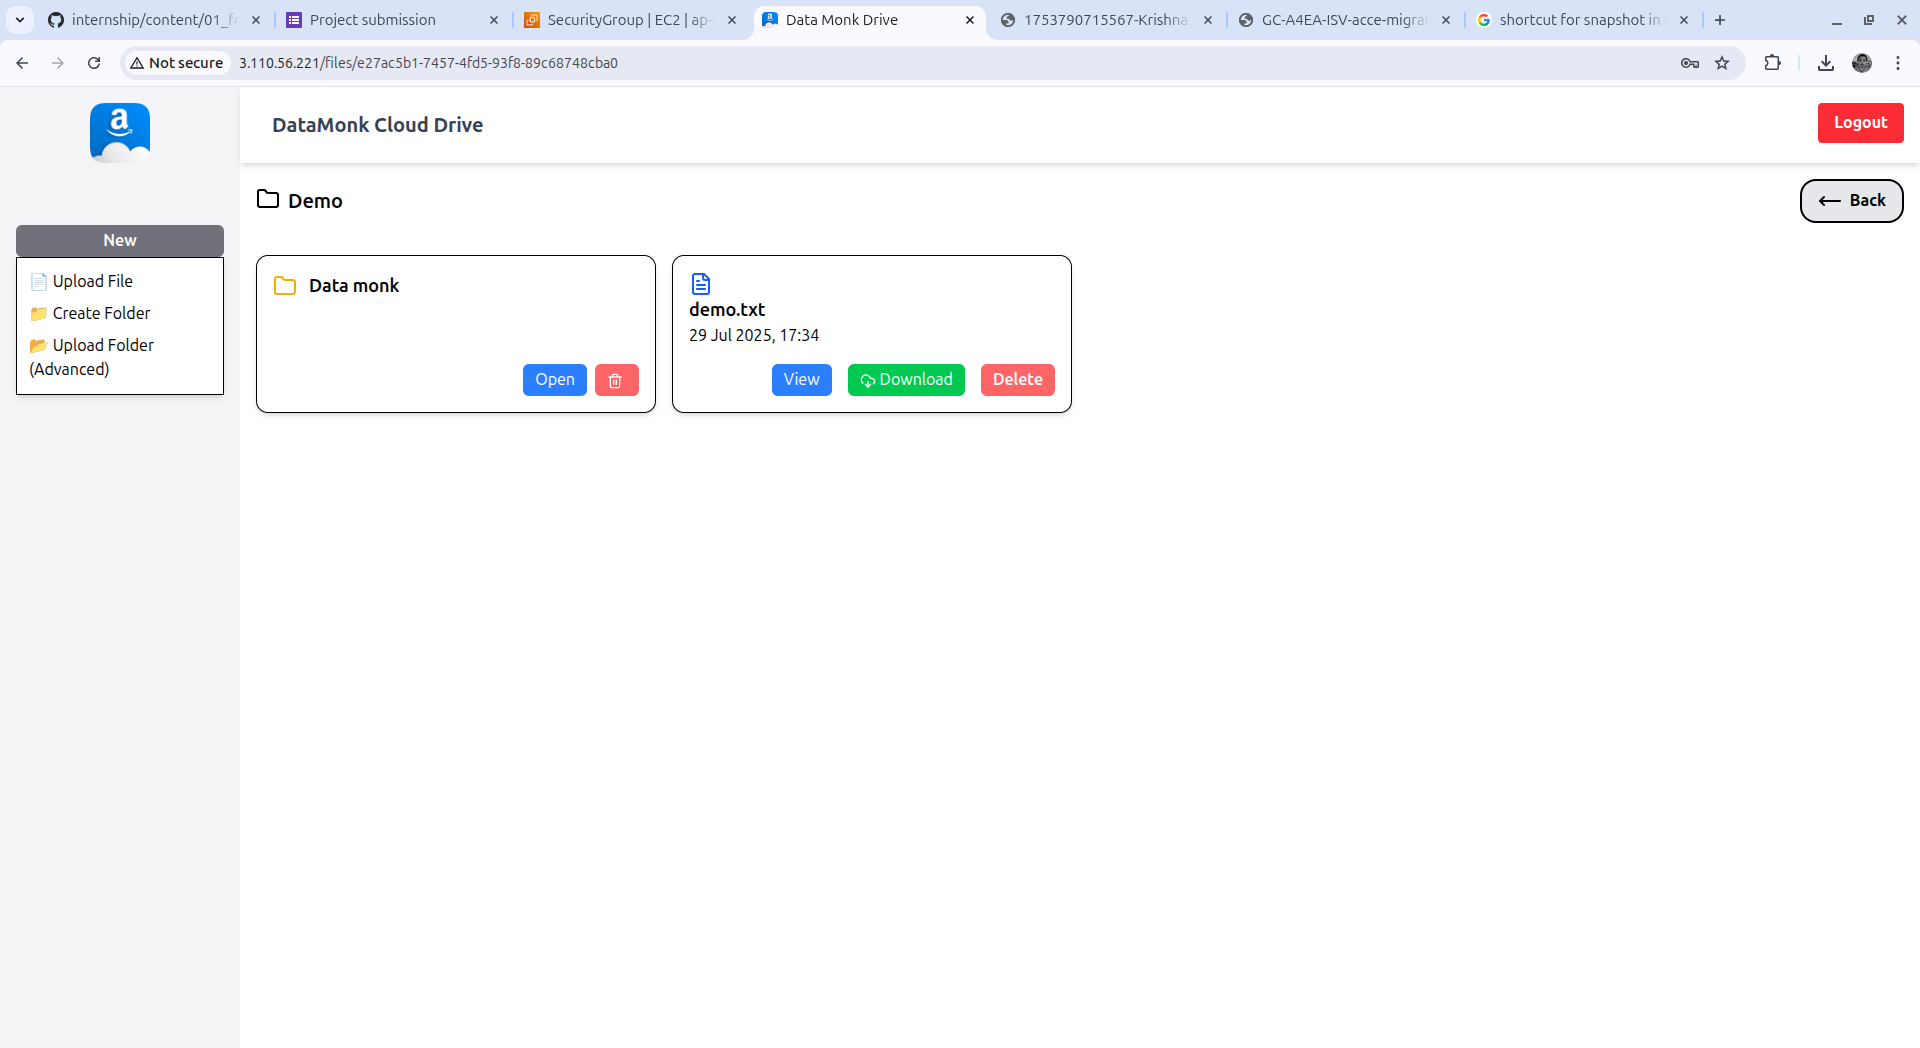 internship/content/01_fo
Project submission
SecurityGroup | EC2 | ap-s
Data Monk Drive
1753790715567-Krishna
GC-A4EA-ISV-acce-migra
shortcut for snapshot in
Not secure
3.110.56.221/files/e27ac5b1-7457-4fd5-93f8-89c68748cba0
a
DataMonk Cloud Drive
Logout
Demo
Back
New
Upload File
Create Folder
Upload Folder
(Advanced)
Data monk
Open
demo.txt
29 Jul 2025, 17:34
View
Download
Delete